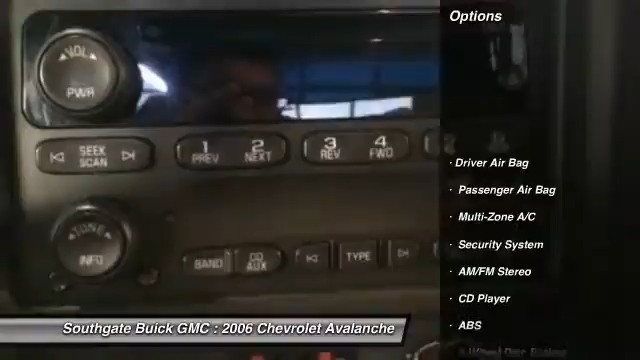 Options
VOL
PWR
SEEK
SCAN
1 PREV
2 NEXT
3 REV
4 FWD
TUNE
INFO
BAND
CD
AUX
TYPE
· Driver Air Bag
· Passenger Air Bag
· Multi-Zone A/C
· Security System
· AM/FM Stereo
· CD Player
· ABS
Southgate Buick GMC : 2006 Chevrolet Avalanche